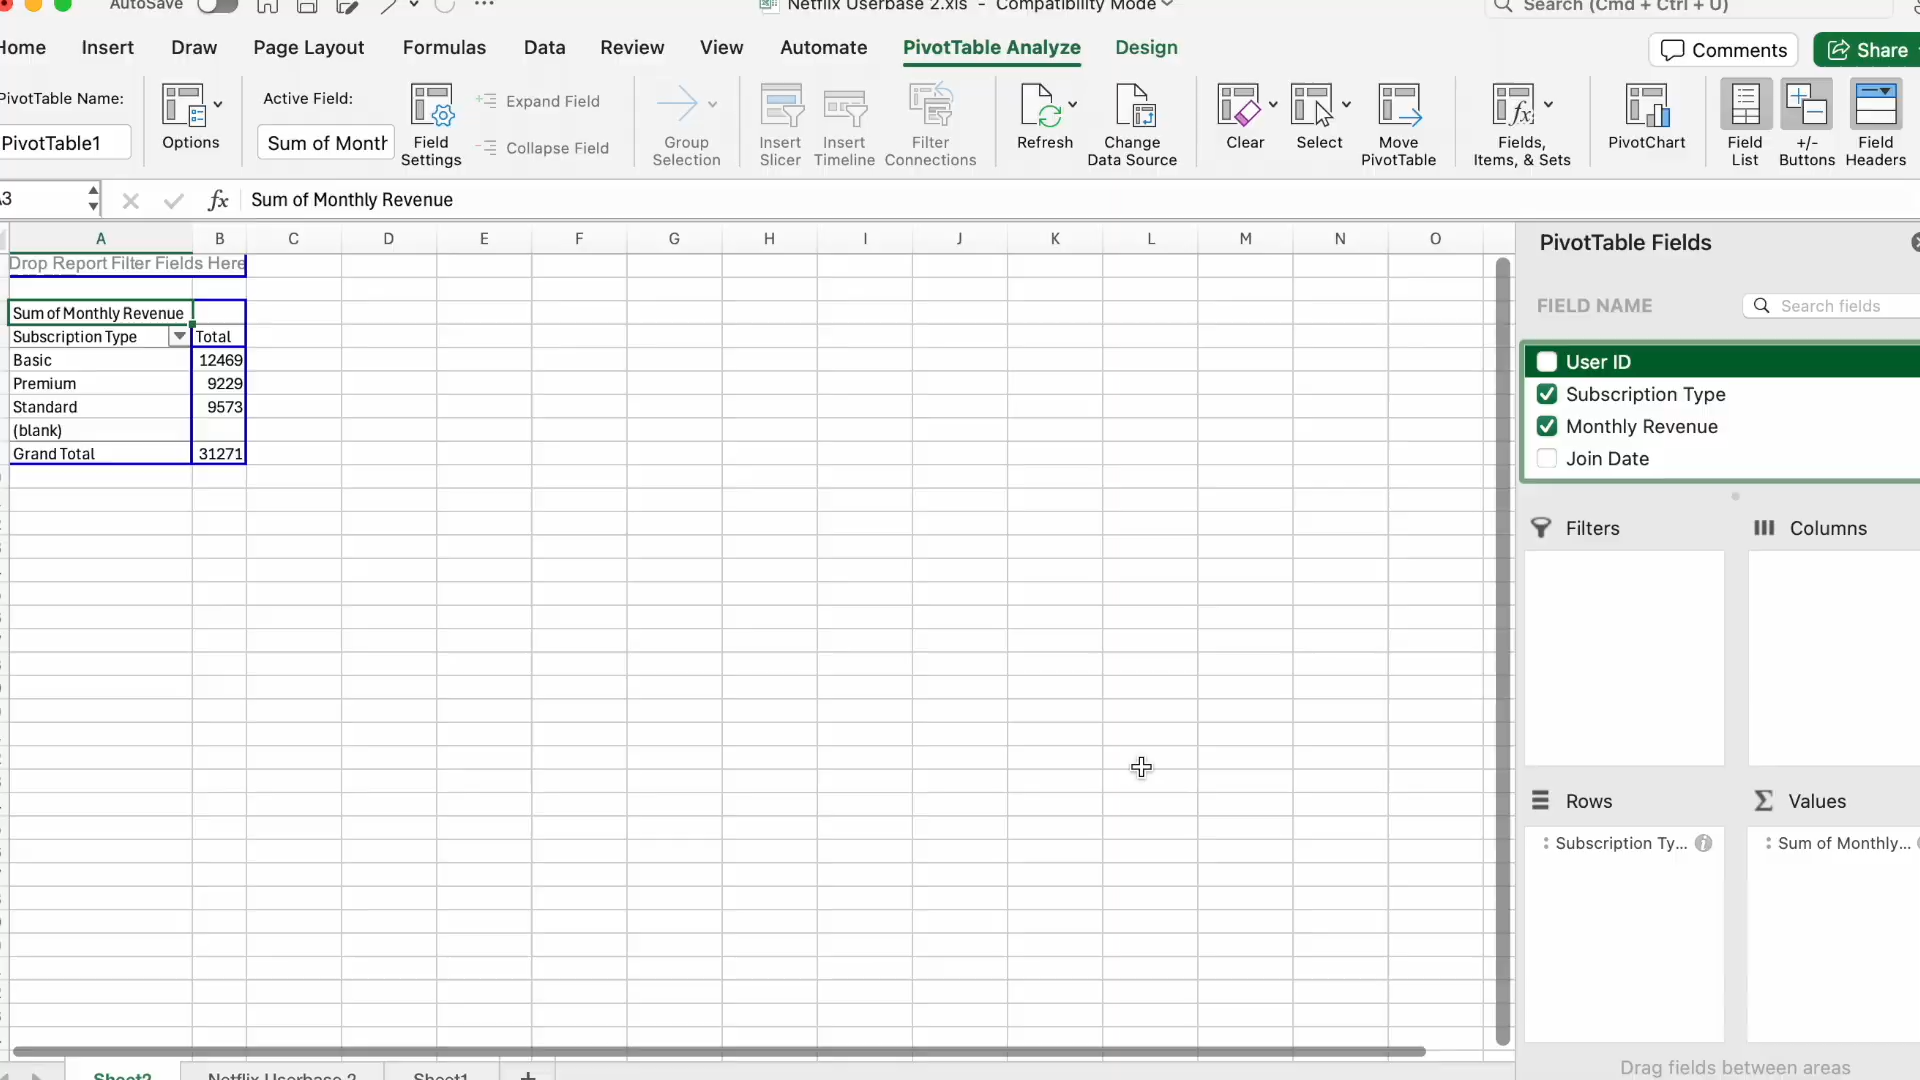 AutoSave
Netflix Userbase 2.xls - Compatibility Mode
Search (Cmd + Ctrl + U)
Home Insert Draw Page Layout Formulas Data Review View Automate PivotTable Analyze Design
Comments Share
PivotTable Name:
PivotTable1
Options
Active Field:
Sum of Month
Field Settings
Expand Field
Collapse Field
Group Selection
Insert Slicer
Insert Timeline
Filter Connections
Refresh
Change Data Source
Clear
Select
Move PivotTable
Fields, Items, & Sets
PivotChart
Field List
+/- Buttons
Field Headers
A3
fx Sum of Monthly Revenue
A B C D E F G H I J K L M N O
Drop Report Filter Fields Here
Sum of Monthly Revenue
Subscription Type Total
Basic 12469
Premium 9229
Standard 9573
(blank)
Grand Total 31271
PivotTable Fields
FIELD NAME
Search fields
User ID
Subscription Type
Monthly Revenue
Join Date
Filters
Columns
Rows
Values
Subscription Ty...
Sum of Monthly...
Drag fields between areas
Sheet2 Netflix Userbase 2 Sheet1 +